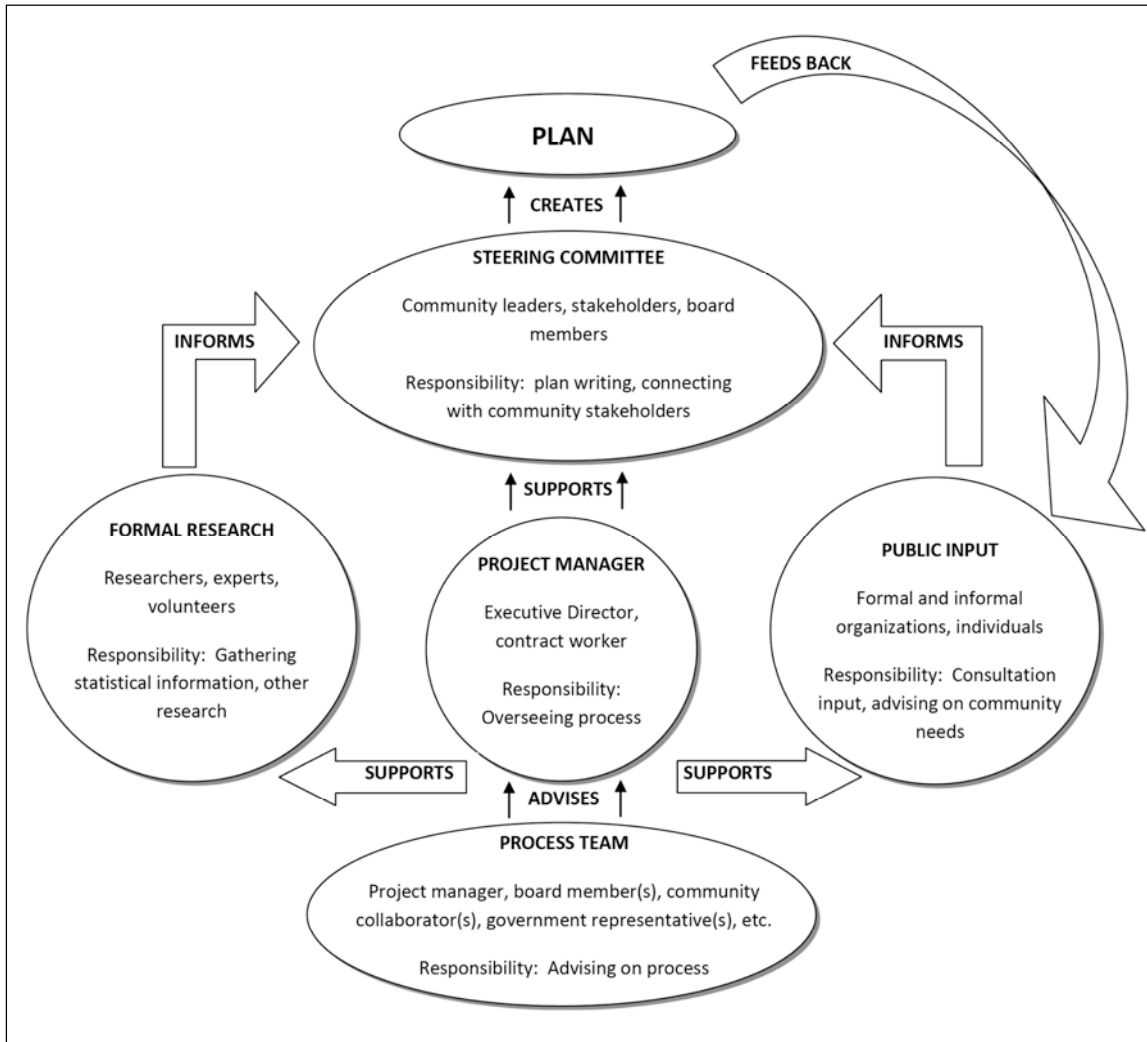 FEEDS BACK
PLAN
CREATES
STEERING COMMITTEE
Community leaders, stakeholders, board
members
Responsibility:  plan writing, connecting
with community stakeholders
INFORMS
INFORMS
SUPPORTS
FORMAL RESEARCH
Researchers, experts,
volunteers
Responsibility:  Gathering
statistical information, other
research
PROJECT MANAGER
Executive Director,
contract worker
Responsibility:
Overseeing process
PUBLIC INPUT
Formal and informal
organizations, individuals
Responsibility:  Consultation
input, advising on community
needs
SUPPORTS
SUPPORTS
ADVISES
PROCESS TEAM
Project manager, board member(s), community
collaborator(s), government representative(s), etc.
Responsibility:  Advising on process